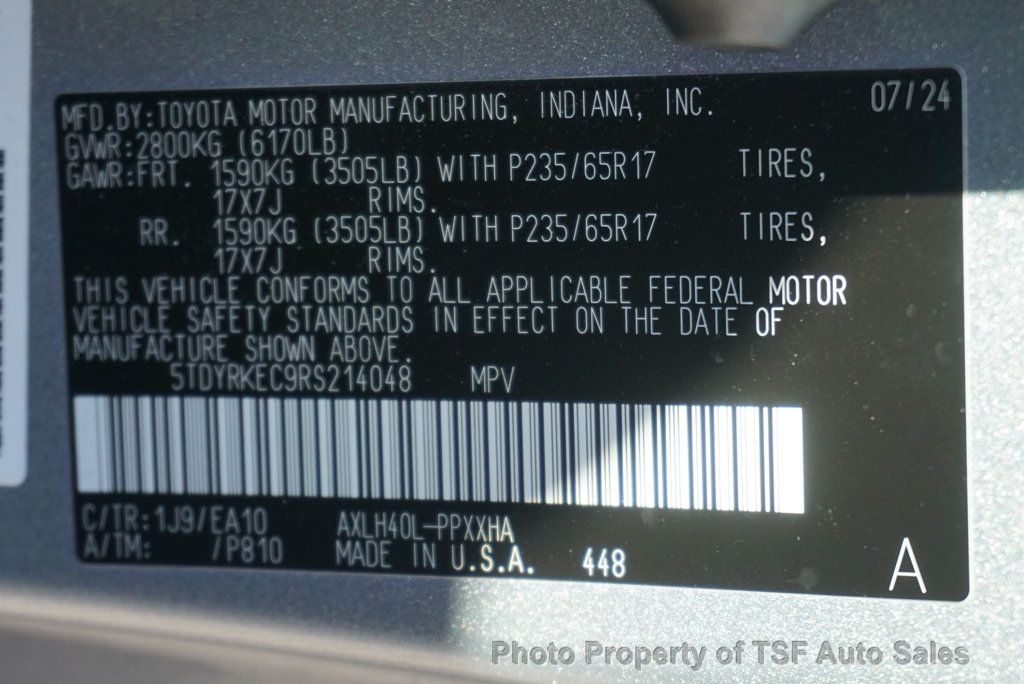 MFD.BY:TOYOTA MOTOR MANUFACTURING, INDIANA, INC. 07/24
GVWR:2800KG (6170LB)
GAWR:FRT. 1590KG (3505LB) WITH P235/65R17 TIRES,
17X7J RIMS.
RR. 1590KG (3505LB) WITH P235/65R17 TIRES,
17X7J RIMS.
THIS VEHICLE CONFORMS TO ALL APPLICABLE FEDERAL MOTOR
VEHICLE SAFETY STANDARDS IN EFFECT ON THE DATE OF
MANUFACTURE SHOWN ABOVE.
5TDYRKEC9RS214048 MPV
C/TR:1J9/EA10 AXLH40L-PPXXHA
A/TM: /P810 MADE IN U.S.A. 448 A
Photo Property of TSF Auto Sales